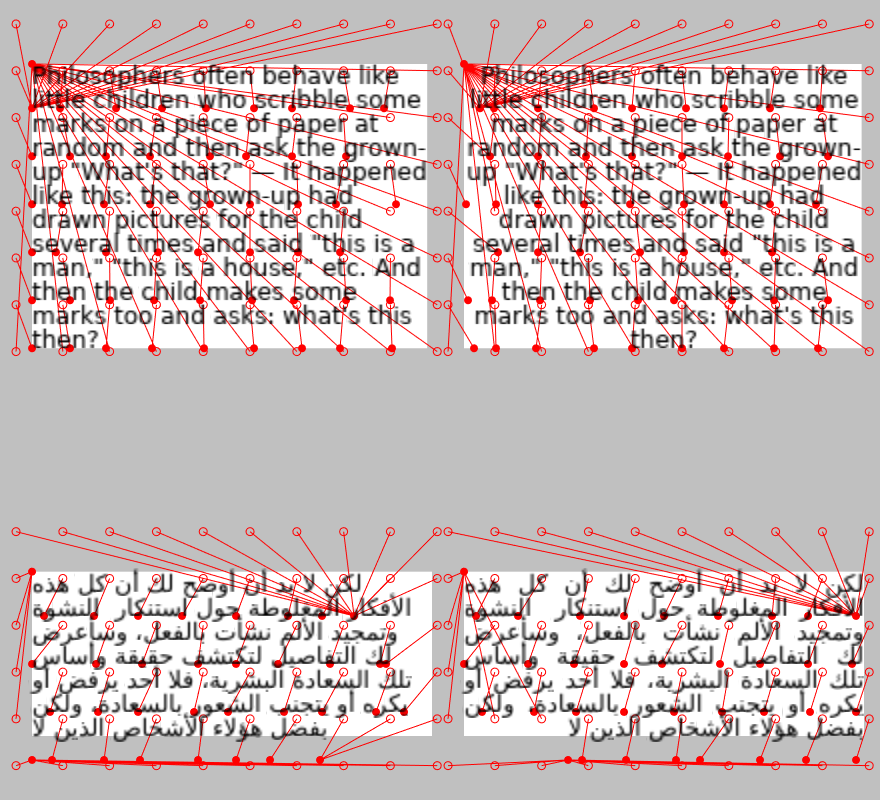 Philosophers often behave like
little children who scribble some
marks on a piece of paper at
random and then ask the grown-
up "What's that?" — It happened
like this: the grown-up had
drawn pictures for the child
several times and said "this is a
man," "this is a house," etc. And
then the child makes some
marks too and asks: what's this
then?
Philosophers often behave like
little children who scribble some
marks on a piece of paper at
random and then ask the grown-
up "What's that?" — It happened
like this: the grown-up had
drawn pictures for the child
several times and said "this is a
man," "this is a house," etc. And
then the child makes some
marks too and asks: what's this
then?
لكن لا بد أن أوضح لك أن كل هذه
الأفكار المغلوطة حول استنكار النشوة
وتمجيد الألم نشأت بالفعل، وسأعرض
لك التفاصيل لتكتشف حقيقة وأساس
تلك السعادة البشرية، فلا أحد يرفض أو
يكره أو يتجنب الشعور بالسعادة، ولكن
بفضل هؤلاء الأشخاص الذين لا
لكن لا بد أن أوضح لك أن كل هذه
الأفكار المغلوطة حول استنكار النشوة
وتمجيد الألم نشأت بالفعل، وسأعرض
لك التفاصيل لتكتشف حقيقة وأساس
تلك السعادة البشرية، فلا أحد يرفض أو
يكره أو يتجنب الشعور بالسعادة، ولكن
بفضل هؤلاء الأشخاص الذين لا